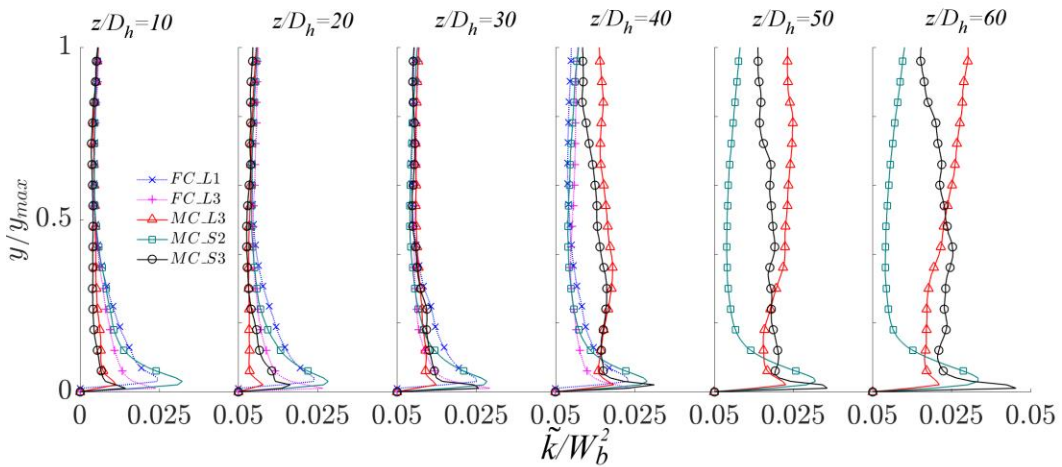 z/D_h=10 z/D_h=20 z/D_h=30 z/D_h=40 z/D_h=50 z/D_h=60
1
0.5
0
y/y_max
FC_L1
FC_L3
MC_L3
MC_S2
MC_S3
0 0.025 0.05 0.025 0.05 0.025 0.05 0.025 0.05 0.025 0.05 0.025 0.05
k̃/W_b^2